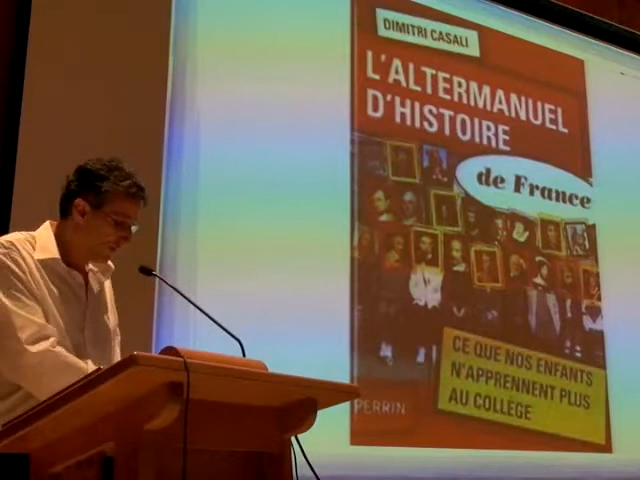 DIMITRI CASALI
L'ALTERMANUEL
D'HISTOIRE
de France
CE QUE NOS ENFANTS
N'APPRENNENT PLUS
AU COLLÈGE
PERRIN